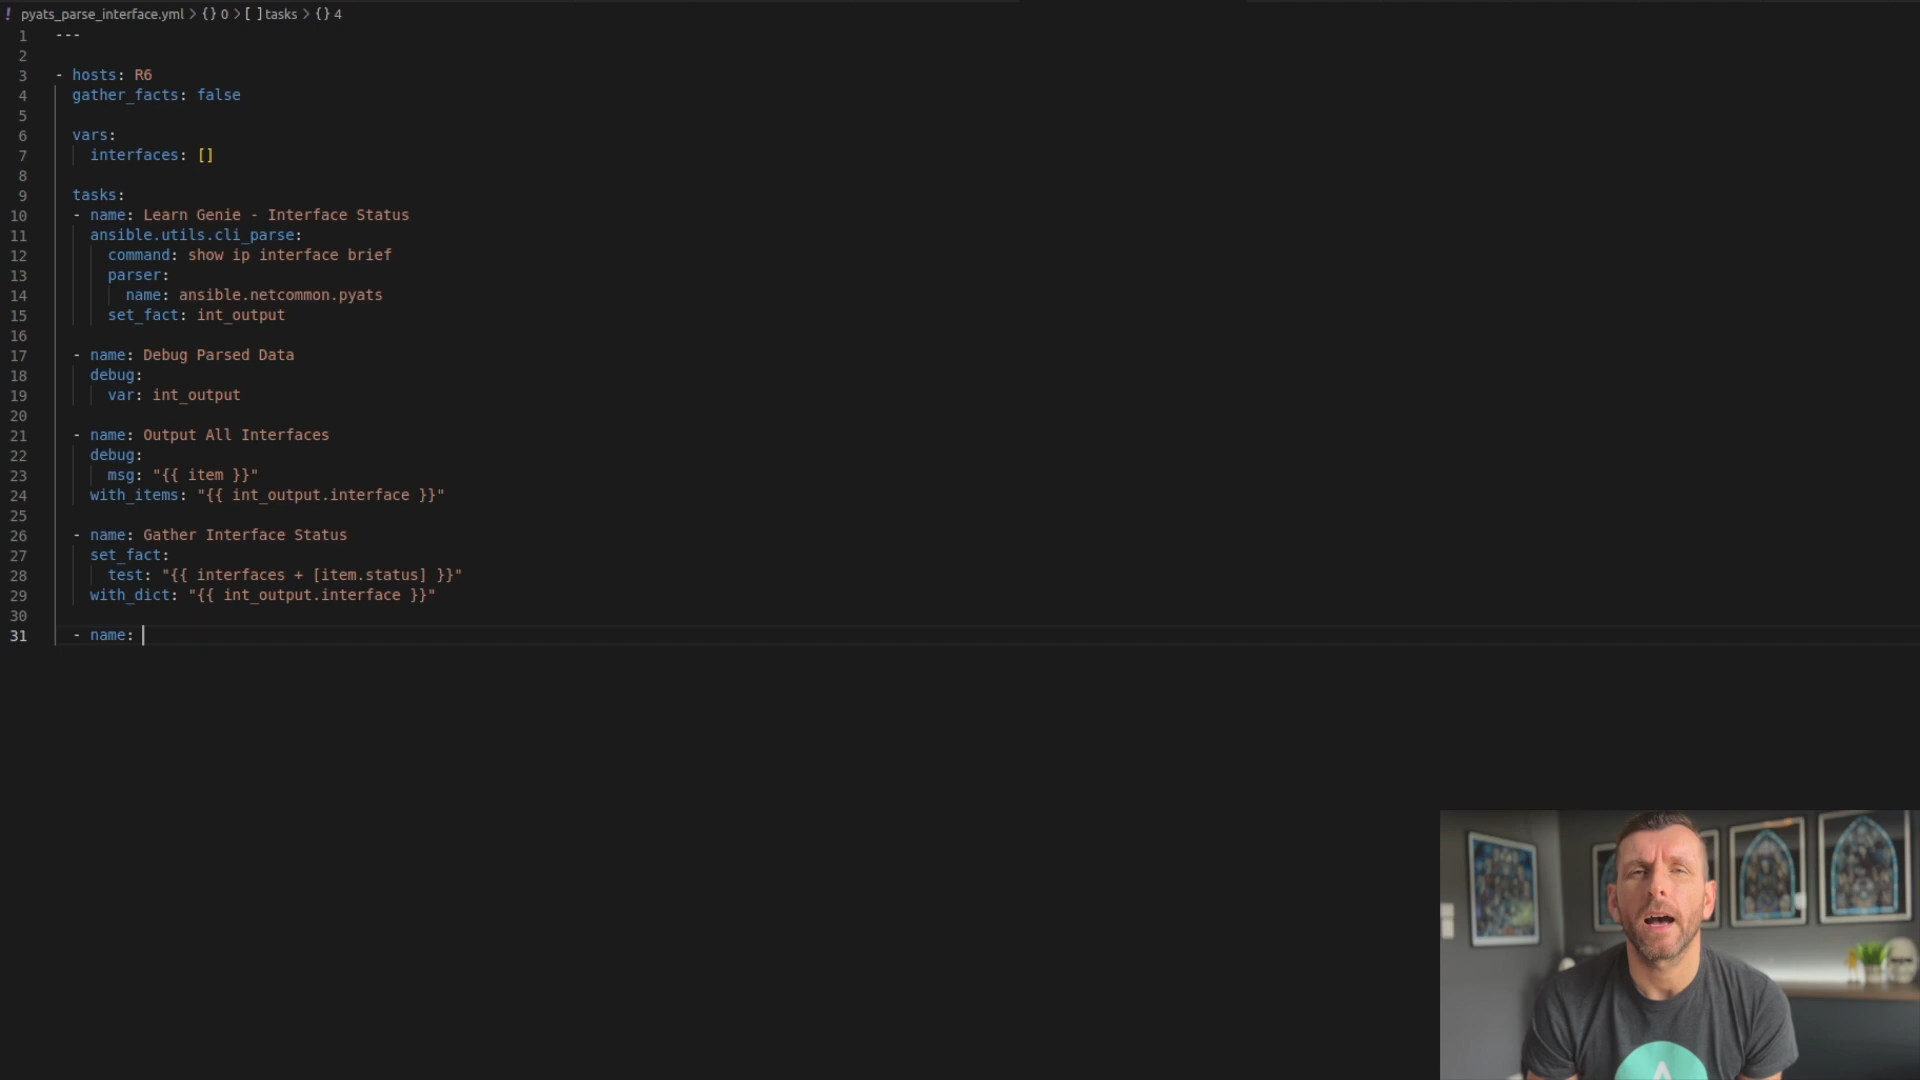 ! pyats_parse_interface.yml > {} 0 > [ ] tasks > {} 4
1 ---
2
3 - hosts: R6
4 gather_facts: false
5
6 vars:
7 interfaces: []
8
9 tasks:
10 - name: Learn Genie - Interface Status
11 ansible.utils.cli_parse:
12 command: show ip interface brief
13 parser:
14 name: ansible.netcommon.pyats
15 set_fact: int_output
16
17 - name: Debug Parsed Data
18 debug:
19 var: int_output
20
21 - name: Output All Interfaces
22 debug:
23 msg: "{{ item }}"
24 with_items: "{{ int_output.interface }}"
25
26 - name: Gather Interface Status
27 set_fact:
28 test: "{{ interfaces + [item.status] }}"
29 with_dict: "{{ int_output.interface }}"
30
31 - name: